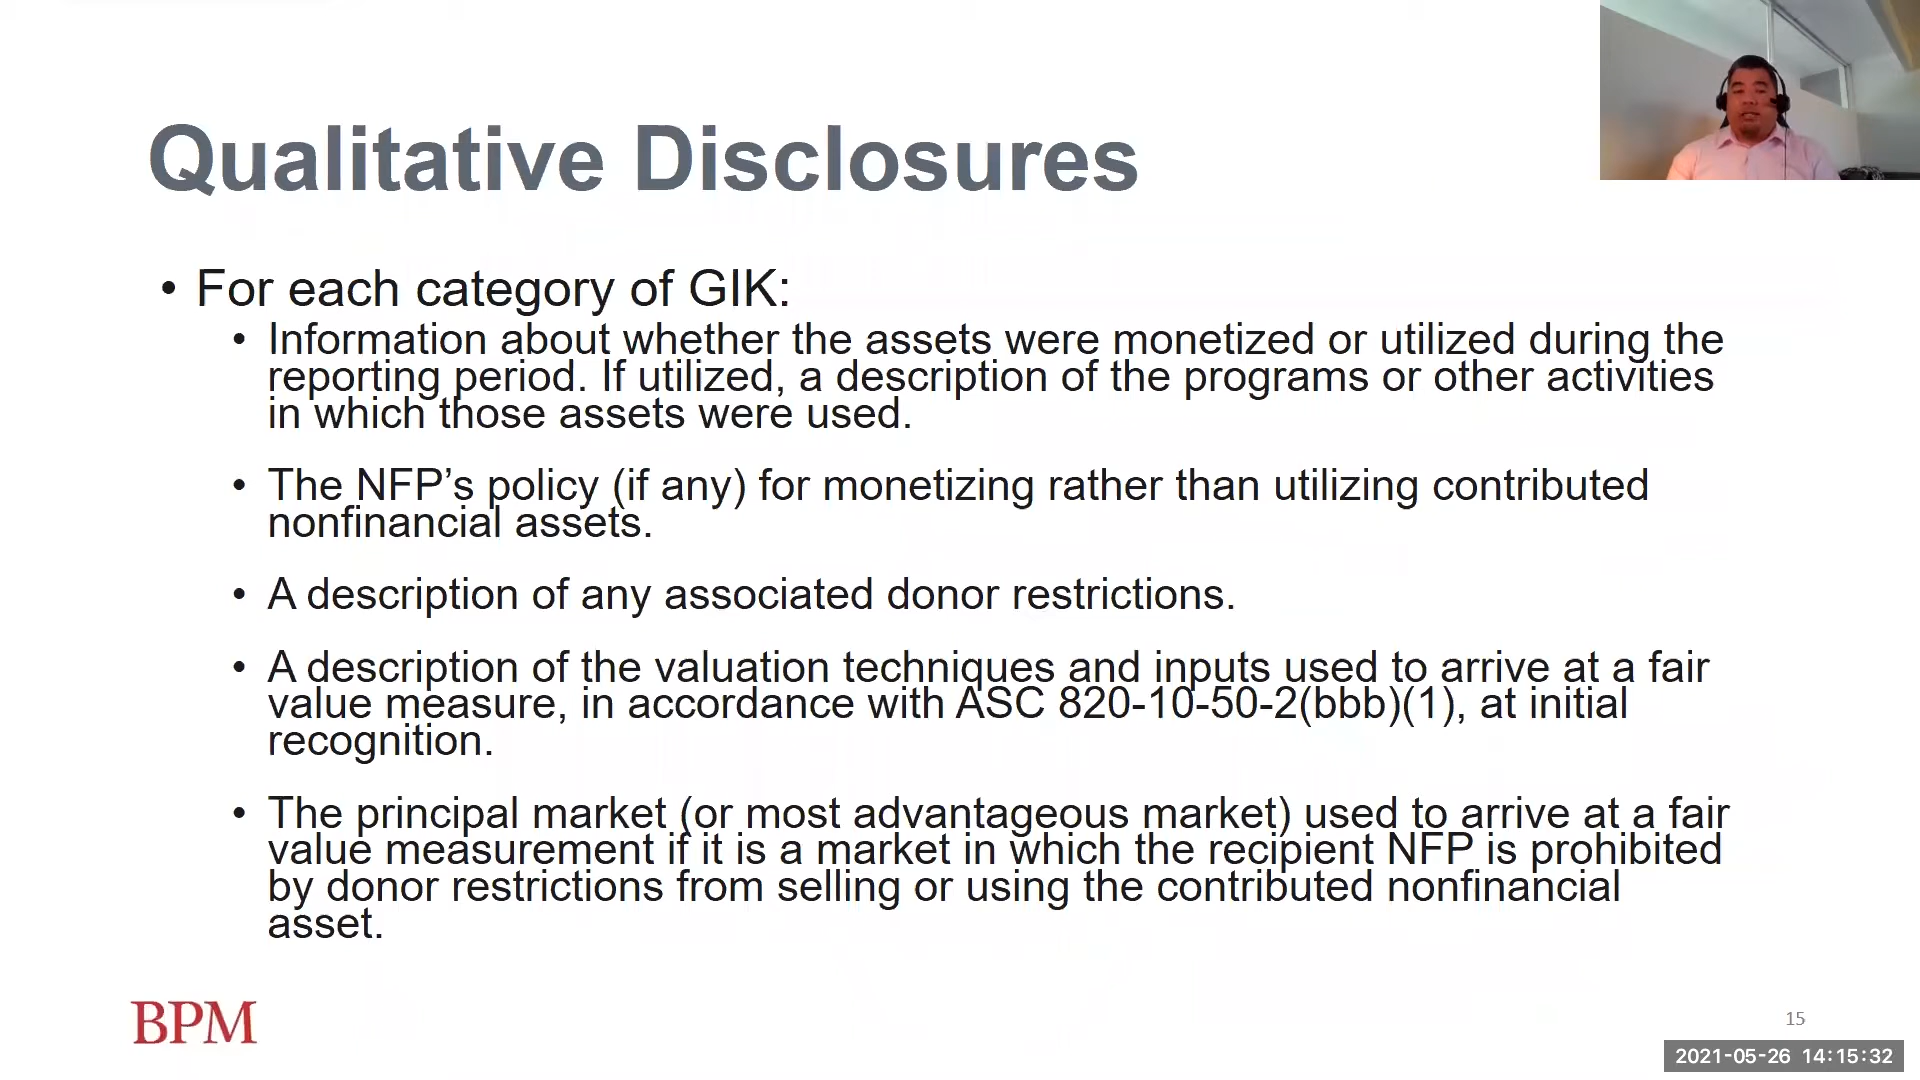 Qualitative Disclosures
• For each category of GIK:
• Information about whether the assets were monetized or utilized during the
reporting period. If utilized, a description of the programs or other activities
in which those assets were used.
• The NFP’s policy (if any) for monetizing rather than utilizing contributed
nonfinancial assets.
• A description of any associated donor restrictions.
• A description of the valuation techniques and inputs used to arrive at a fair
value measure, in accordance with ASC 820-10-50-2(bbb)(1), at initial
recognition.
• The principal market (or most advantageous market) used to arrive at a fair
value measurement if it is a market in which the recipient NFP is prohibited
by donor restrictions from selling or using the contributed nonfinancial
asset.
BPM
15
2021-05-26 14:15:32